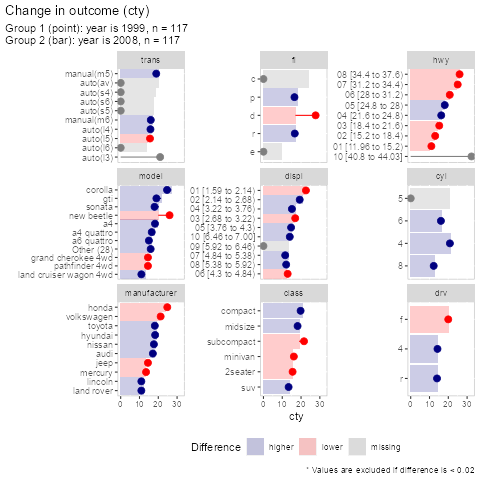 Change in outcome (cty)
Group 1 (point): year is 1999, n = 117
Group 2 (bar): year is 2008, n = 117
trans
manual(m5)
auto(av)
auto(s4)
auto(s6)
auto(s5)
manual(m6)
auto(l4)
auto(l5)
auto(l6)
auto(l3)
fl
c
p
d
r
e
hwy
08 [34.4 to 37.6)
07 [31.2 to 34.4)
06 [28 to 31.2)
05 [24.8 to 28)
04 [21.6 to 24.8)
03 [18.4 to 21.6)
02 [15.2 to 18.4)
01 [11.96 to 15.2)
10 [40.8 to 44.03]
model
corolla
gti
sonata
new beetle
a4
a4 quattro
a6 quattro
Other (28)
grand cherokee 4wd
pathfinder 4wd
land cruiser wagon 4wd
displ
01 [1.59 to 2.14)
02 [2.14 to 2.68)
04 [3.22 to 3.76)
03 [2.68 to 3.22)
05 [3.76 to 4.3)
10 [6.46 to 7.00]
09 [5.92 to 6.46)
07 [4.84 to 5.38)
08 [5.38 to 5.92)
06 [4.3 to 4.84)
cyl
5
6
4
8
manufacturer
honda
volkswagen
toyota
hyundai
nissan
audi
jeep
mercury
lincoln
land rover
0 10 20 30
class
compact
midsize
subcompact
minivan
2seater
suv
0 10 20 30
drv
f
4
r
0 10 20 30
cty
Difference higher lower missing
* Values are excluded if difference is < 0.02